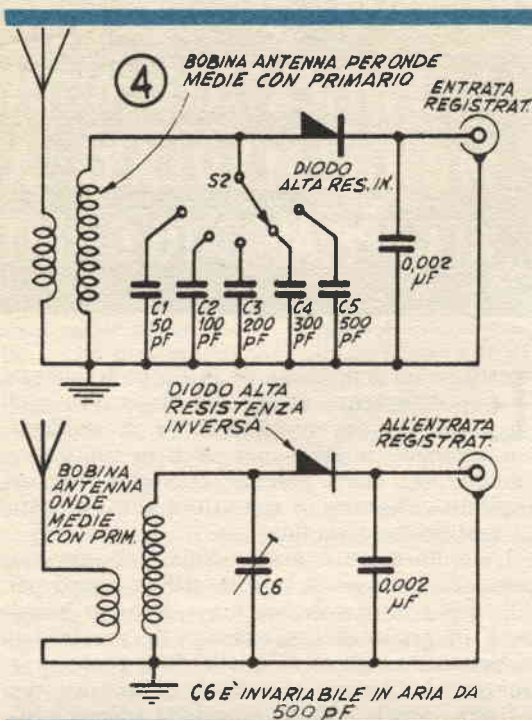 4
BOBINA ANTENNA PER ONDE
MEDIE CON PRIMARIO
ENTRATA
REGISTRAT.
S2
DIODO
ALTA RES. IN.
C1
50
PF
C2
100
PF
C3
200
PF
C4
300
PF
C5
500
PF
0,002
µF
DIODO ALTA
RESISTENZA
INVERSA
ALL'ENTRATA
REGISTRAT.
BOBINA
ANTENNA
ONDE
MEDIE
CON PRIM.
C6
0,002
µF
C6 È INVARIABILE IN ARIA DA
500 PF